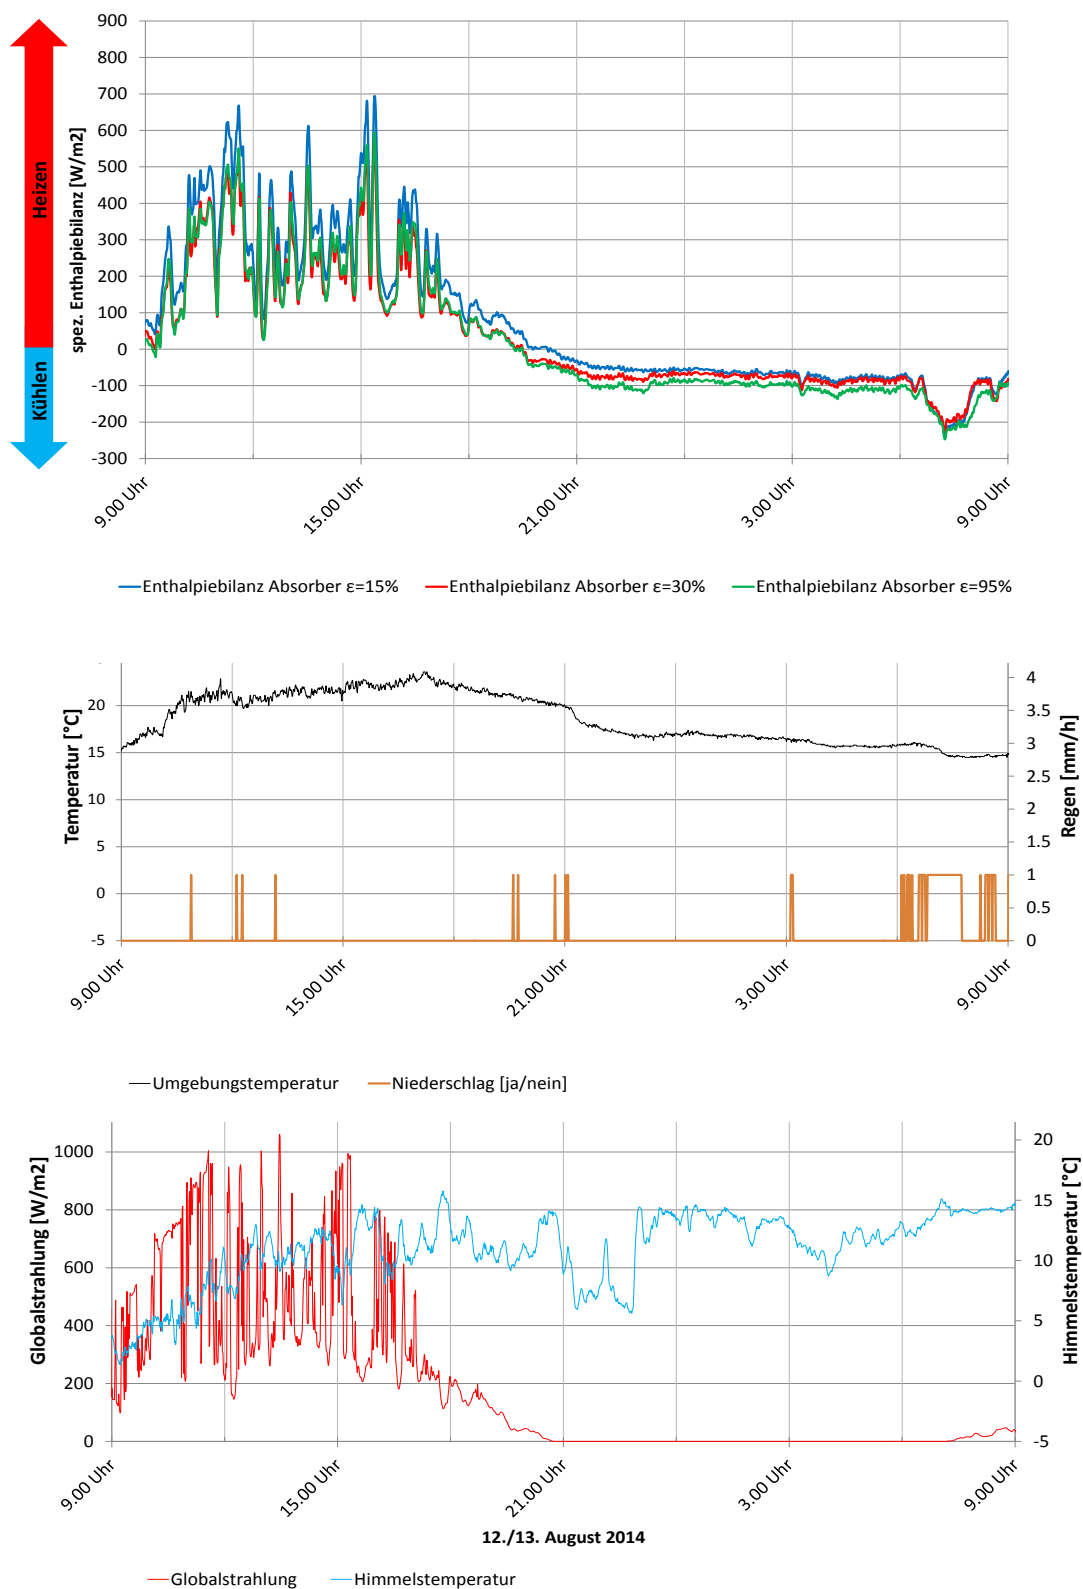 Heizen
Kühlen
spez. Enthalpiebilanz [W/m2]
900
800
700
600
500
400
300
200
100
0
-100
-200
-300
9.00 Uhr
15.00 Uhr
21.00 Uhr
3.00 Uhr
9.00 Uhr
Enthalpiebilanz Absorber ε=15% Enthalpiebilanz Absorber ε=30% Enthalpiebilanz Absorber ε=95%
Temperatur [°C]
20
15
10
5
0
-5
4
3.5
3
2.5
2
1.5
1
0.5
0
Regen [mm/h]
9.00 Uhr
15.00 Uhr
21.00 Uhr
3.00 Uhr
9.00 Uhr
Umgebungstemperatur Niederschlag [ja/nein]
Globalstrahlung [W/m2]
1000
800
600
400
200
0
20
15
10
5
0
-5
Himmelstemperatur [°C]
9.00 Uhr
15.00 Uhr
21.00 Uhr
3.00 Uhr
9.00 Uhr
12./13. August 2014
Globalstrahlung Himmelstemperatur